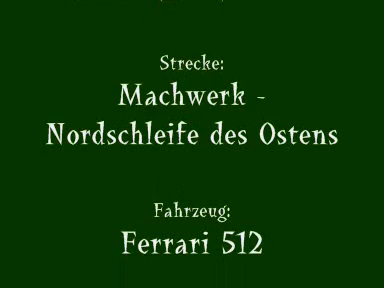 Strecke:
Machwerk -
Nordschleife des Ostens
Fahrzeug:
Ferrari 512